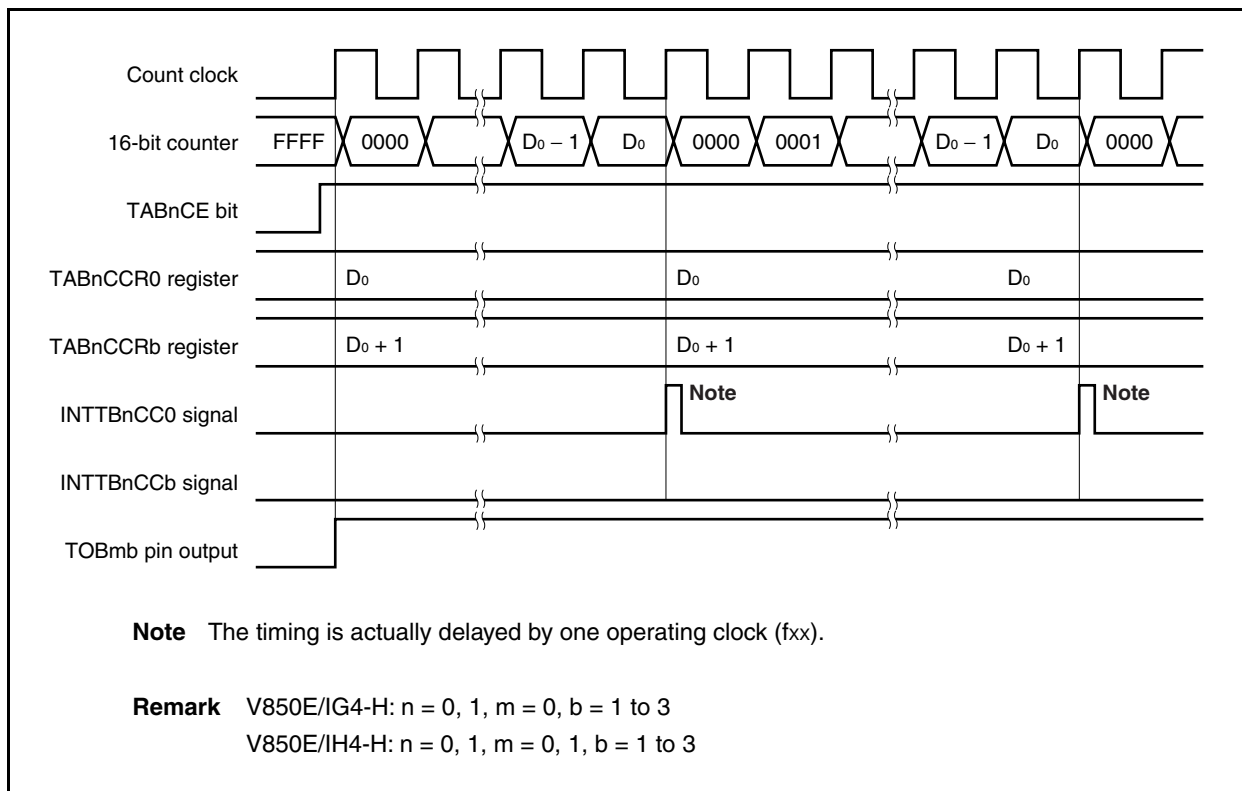 Count clock
16-bit counter FFFF 0000 D0 − 1 D0 0000 0001 D0 − 1 D0 0000
TABnCE bit
TABnCCR0 register D0 D0 D0
TABnCCRb register D0 + 1 D0 + 1 D0 + 1
INTTBnCC0 signal Note Note
INTTBnCCb signal
TOBmb pin output
Note The timing is actually delayed by one operating clock (fxx).
Remark V850E/IG4-H: n = 0, 1, m = 0, b = 1 to 3
V850E/IH4-H: n = 0, 1, m = 0, 1, b = 1 to 3